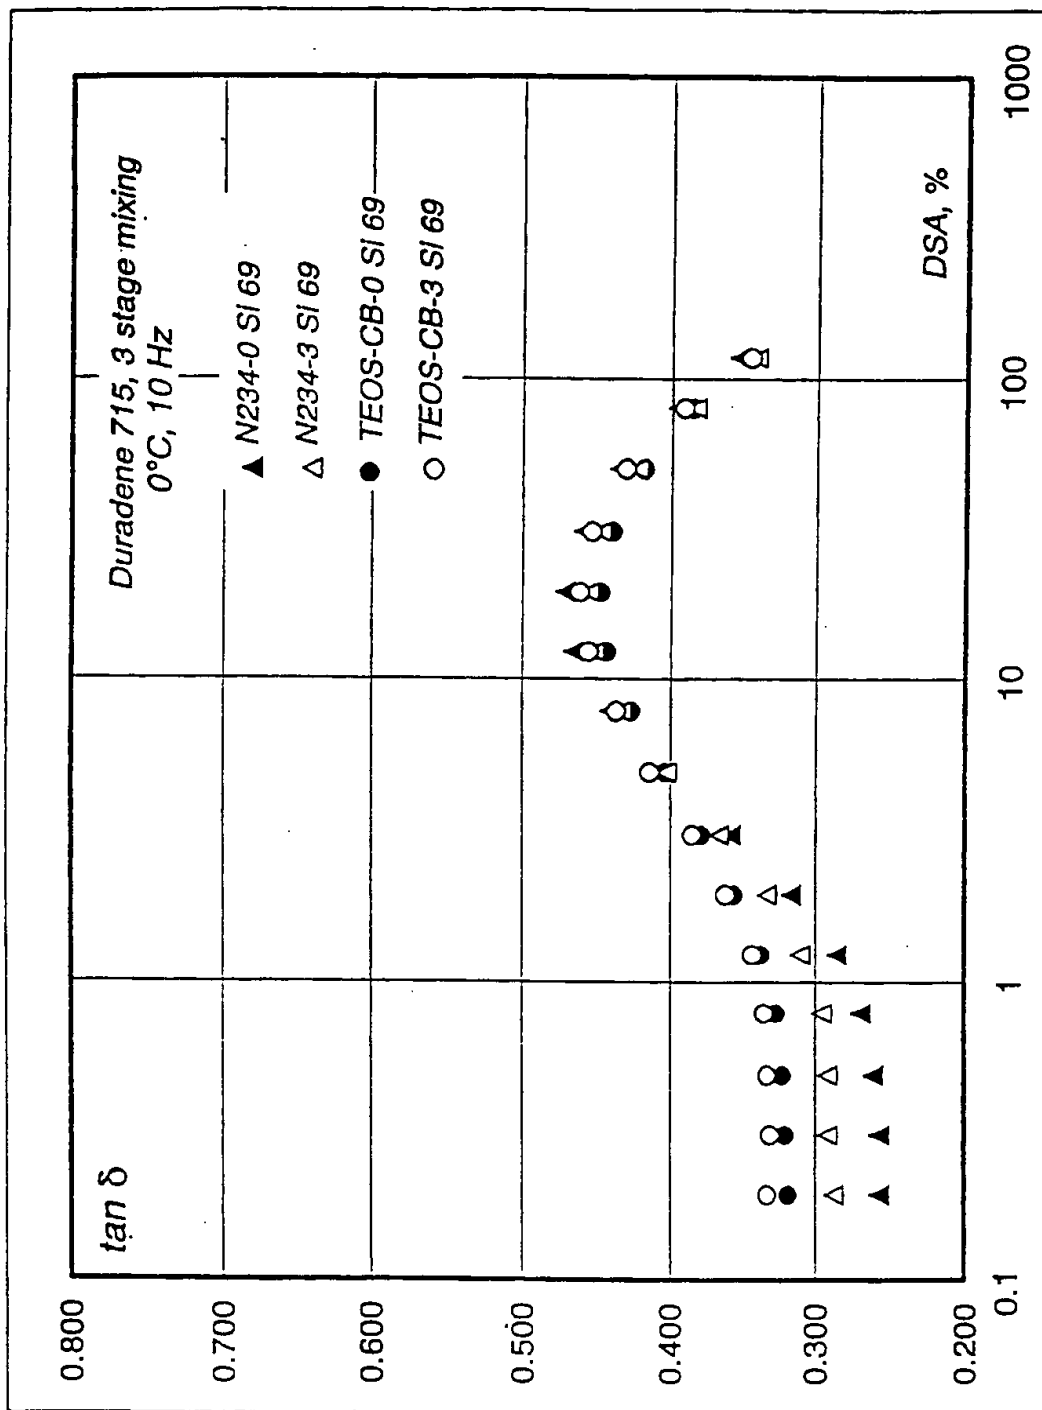 tan δ
Duradene 715, 3 stage mixing
0°C, 10 Hz
▲ N234-0 SI 69
△ N234-3 SI 69
● TEOS-CB-0 SI 69
○ TEOS-CB-3 SI 69
0.800
0.700
0.600
0.500
0.400
0.300
0.200
DSA, %
0.1
1
10
100
1000